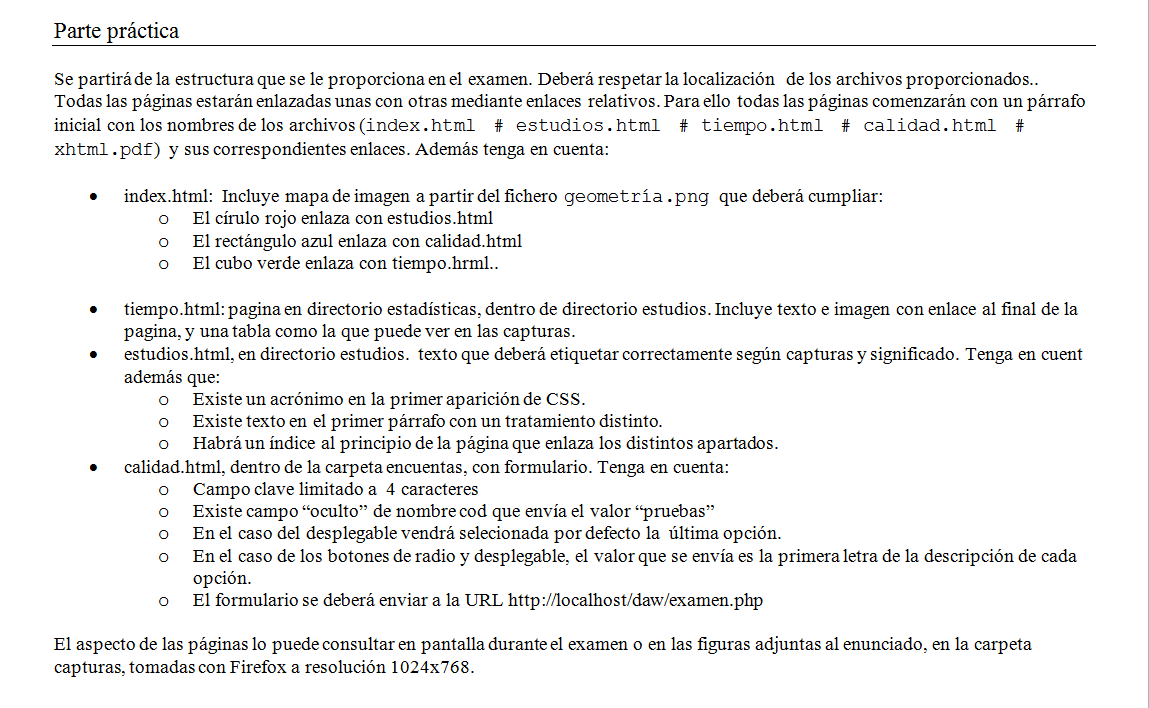 Parte práctica
Se partirá de la estructura que se le proporciona en el examen. Deberá respetar la localización de los archivos proporcionados..
Todas las páginas estarán enlazadas unas con otras mediante enlaces relativos. Para ello todas las páginas comenzarán con un párrafo
inicial con los nombres de los archivos (index.html # estudios.html # tiempo.html # calidad.html #
xhtml.pdf) y sus correspondientes enlaces. Además tenga en cuenta:
• index.html: Incluye mapa de imagen a partir del fichero geometría.png que deberá cumpliar:
o El círulo rojo enlaza con estudios.html
o El rectángulo azul enlaza con calidad.html
o El cubo verde enlaza con tiempo.hrml..
• tiempo.html: pagina en directorio estadísticas, dentro de directorio estudios. Incluye texto e imagen con enlace al final de la
pagina, y una tabla como la que puede ver en las capturas.
• estudios.html, en directorio estudios. texto que deberá etiquetar correctamente según capturas y significado. Tenga en cuent
además que:
o Existe un acrónimo en la primer aparición de CSS.
o Existe texto en el primer párrafo con un tratamiento distinto.
o Habrá un índice al principio de la página que enlaza los distintos apartados.
• calidad.html, dentro de la carpeta encuentas, con formulario. Tenga en cuenta:
o Campo clave limitado a 4 caracteres
o Existe campo “oculto” de nombre cod que envía el valor “pruebas”
o En el caso del desplegable vendrá selecionada por defecto la última opción.
o En el caso de los botones de radio y desplegable, el valor que se envía es la primera letra de la descripción de cada
opción.
o El formulario se deberá enviar a la URL http://localhost/daw/examen.php
El aspecto de las páginas lo puede consultar en pantalla durante el examen o en las figuras adjuntas al enunciado, en la carpeta
capturas, tomadas con Firefox a resolución 1024x768.